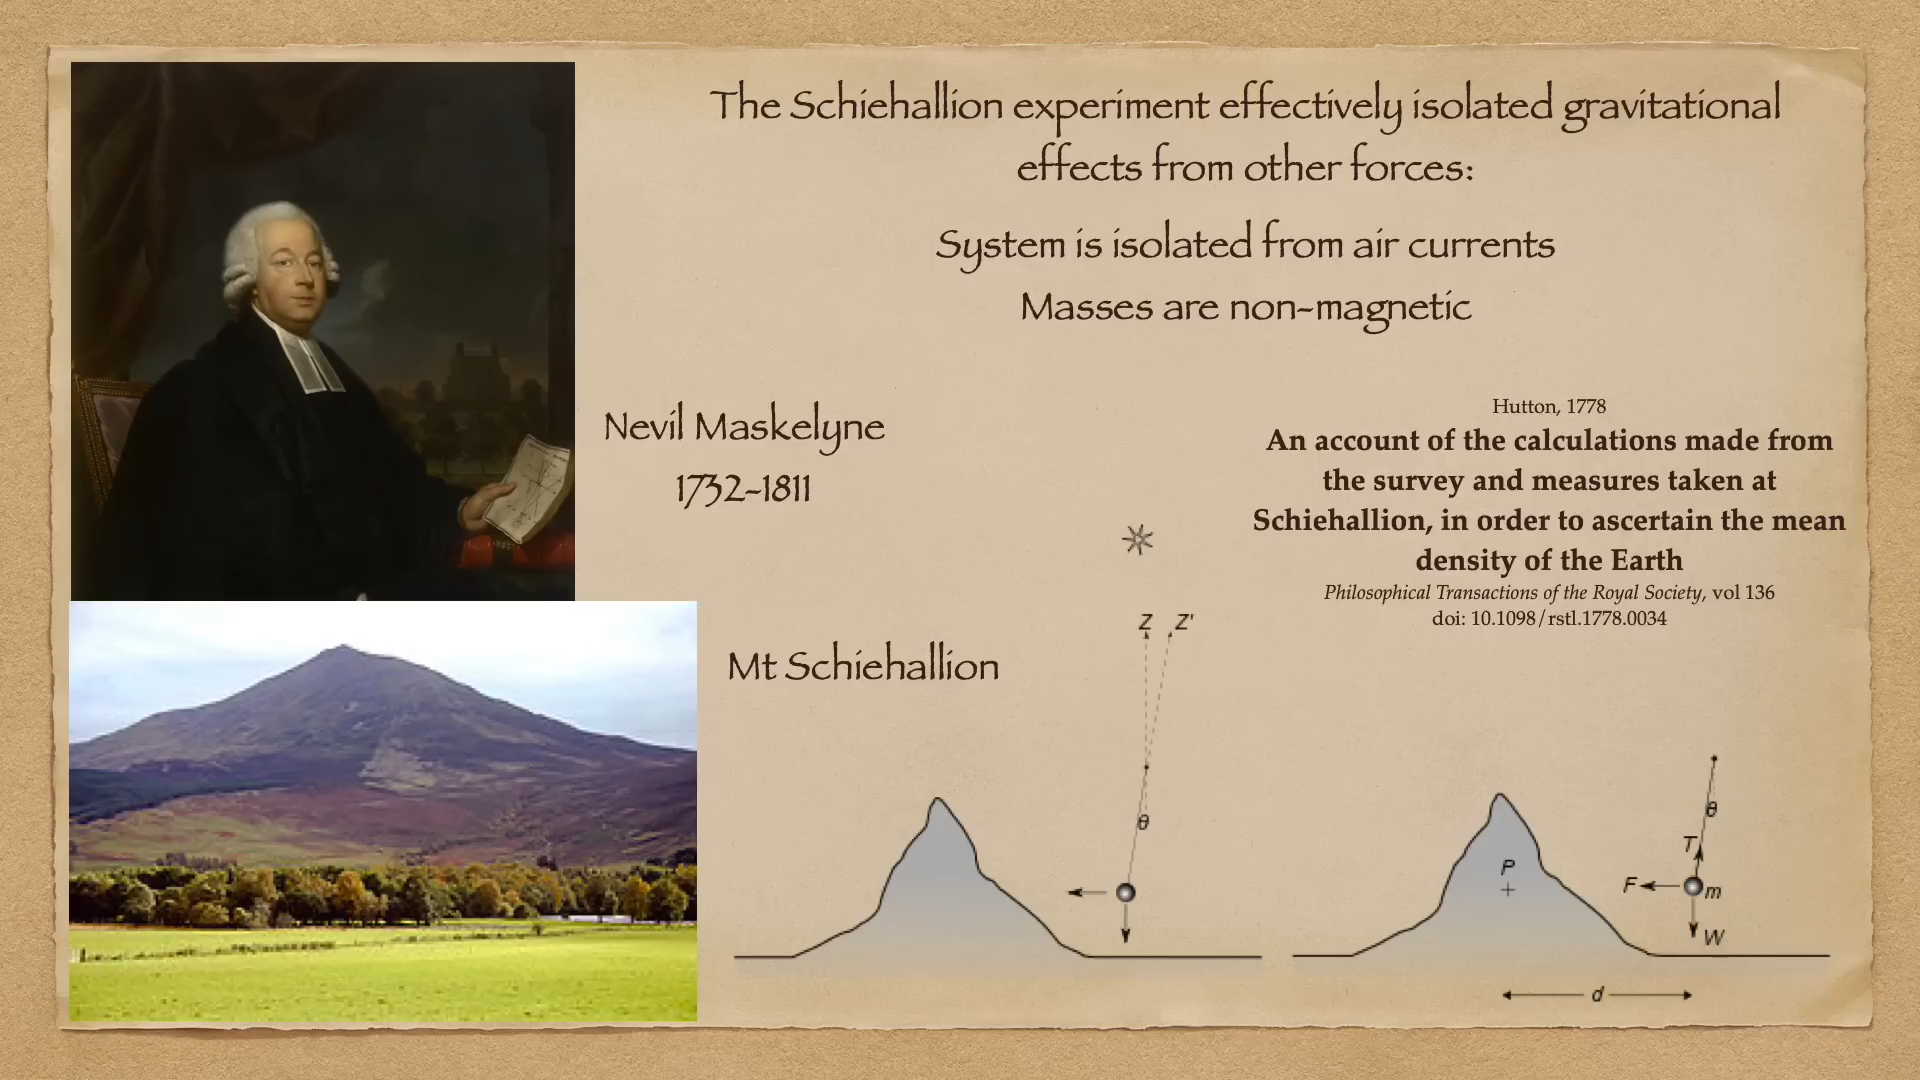 The Schiehallion experiment effectively isolated gravitational
effects from other forces:
System is isolated from air currents
Masses are non-magnetic
Nevil Maskelyne
1732-1811
Hutton, 1778
An account of the calculations made from
the survey and measures taken at
Schiehallion, in order to ascertain the mean
density of the Earth
Philosophical Transactions of the Royal Society, vol 136
doi: 10.1098/rstl.1778.0034
Mt Schiehallion
Z Z'
θ
P
F
T
θ
m
W
d